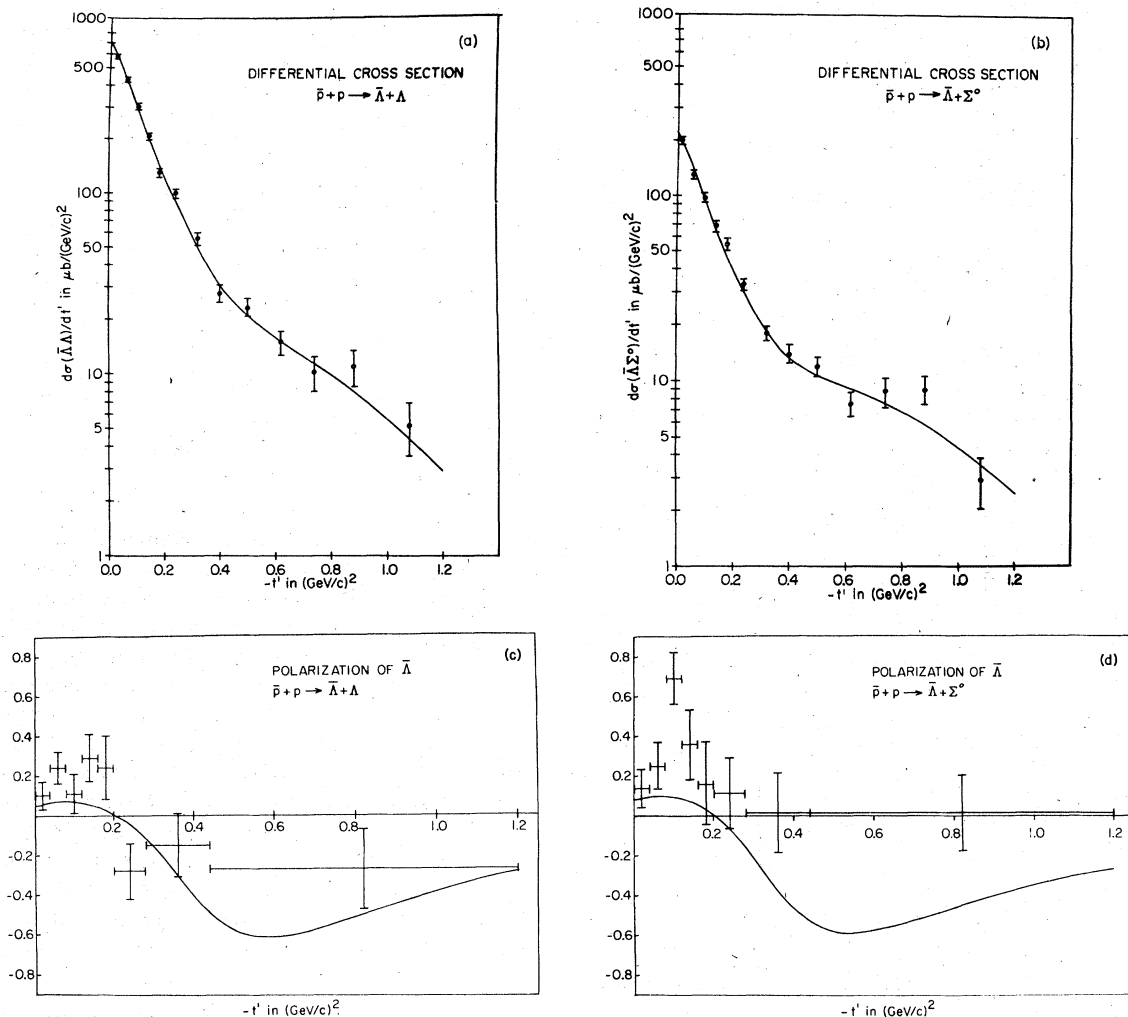 (a)
DIFFERENTIAL CROSS SECTION
p̄ + p → Λ̄ + Λ
dσ(Λ̄Λ)/dt' in μb/(GeV/c)²
1000
500
100
50
10
5
1
0.0 0.2 0.4 0.6 0.8 1.0 1.2
-t' in (GeV/c)²
(b)
DIFFERENTIAL CROSS SECTION
p̄ + p → Λ̄ + Σ°
dσ(Λ̄Σ°)/dt' in μb/(GeV/c)²
1000
500
100
50
10
5
1
0.0 0.2 0.4 0.6 0.8 1.0 1.2
-t' in (GeV/c)²
(c)
POLARIZATION OF Λ̄
p̄ + p → Λ̄ + Λ
0.8
0.6
0.4
0.2
-0.2
-0.4
-0.6
-0.8
0.2 0.4 0.6 0.8 1.0 1.2
-t' in (GeV/c)²
(d)
POLARIZATION OF Λ̄
p̄ + p → Λ̄ + Σ°
0.8
0.6
0.4
0.2
-0.2
-0.4
-0.6
-0.8
0.2 0.4 0.6 0.8 1.0 1.2
-t' in (GeV/c)²